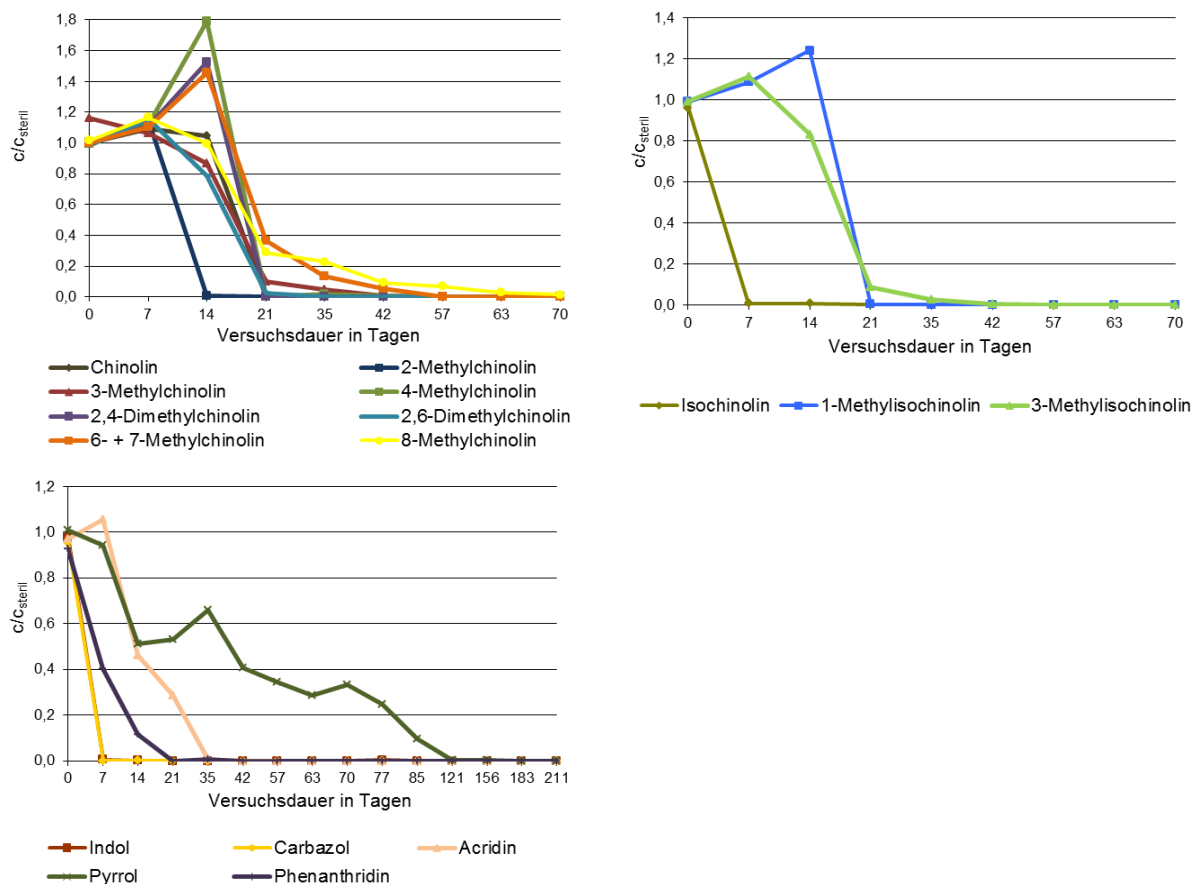 1,8
1,6
1,4
1,2
1,0
0,8
0,6
0,4
0,2
0,0
c/csteril
0 7 14 21 35 42 57 63 70
Versuchsdauer in Tagen
Chinolin 2-Methylchinolin
3-Methylchinolin 4-Methylchinolin
2,4-Dimethylchinolin 2,6-Dimethylchinolin
6- + 7-Methylchinolin 8-Methylchinolin
1,4
1,2
1,0
0,8
0,6
0,4
0,2
0,0
c/csteril
0 7 14 21 35 42 57 63 70
Versuchsdauer in Tagen
Isochinolin 1-Methylisochinolin 3-Methylisochinolin
1,2
1,0
0,8
0,6
0,4
0,2
0,0
c/csteril
0 7 14 21 35 42 57 63 70 77 85 121 156 183 211
Versuchsdauer in Tagen
Indol Carbazol Acridin
Pyrrol Phenanthridin